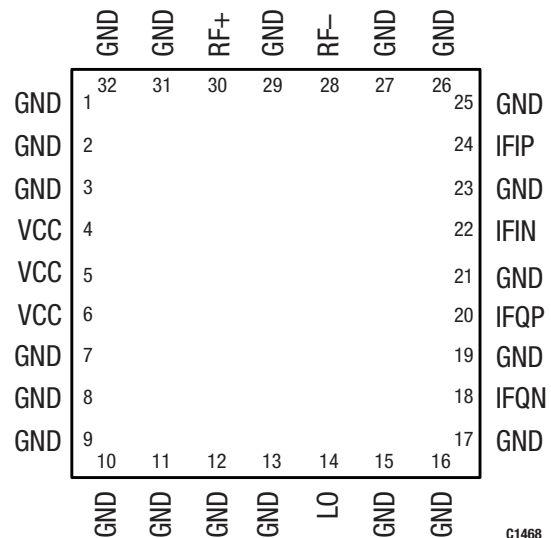 GND GND RF+ GND RF– GND GND
32 31 30 29 28 27 26
GND 1 25 GND
GND 2 24 IFIP
GND 3 23 GND
VCC 4 22 IFIN
VCC 5 21 GND
VCC 6 20 IFQP
GND 7 19 GND
GND 8 18 IFQN
GND 9 17 GND
10 11 12 13 14 15 16
GND GND GND GND LO GND GND
C1468